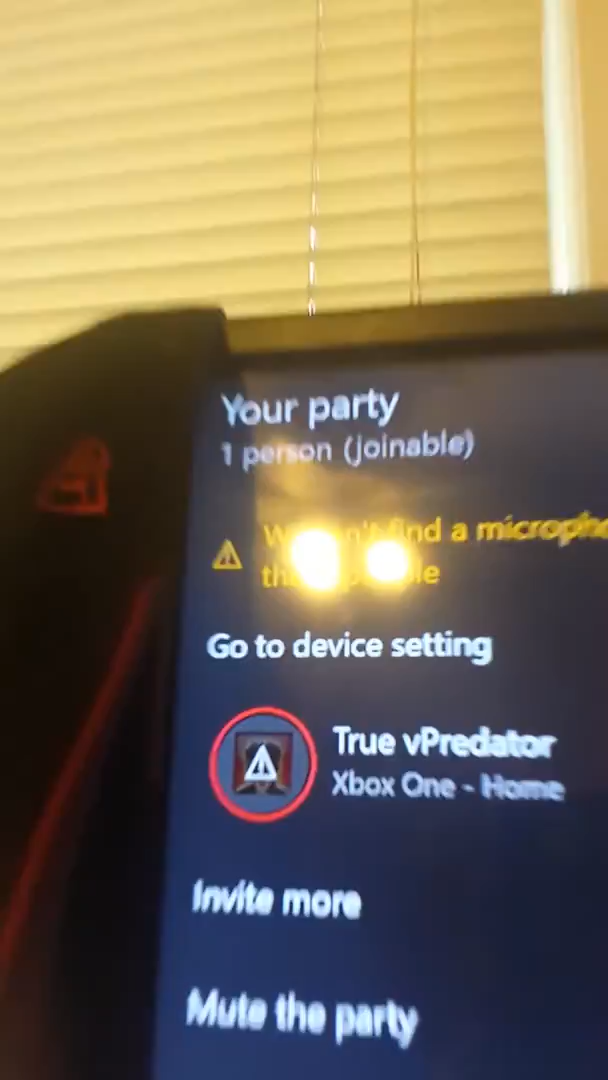 Your party
1 person (joinable)
find a
Go to device setting
True vPredator
Xbox One - Home
Invite more
Mute the party